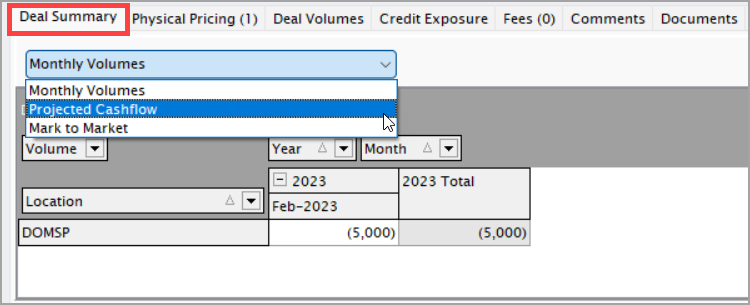 Deal Summary Physical Pricing (1) Deal Volumes Credit Exposure Fees (0) Comments Documents
Monthly Volumes
Monthly Volumes
Projected Cashflow
Mark to Market
Volume Year Month
2023 2023 Total
Location
Feb-2023
DOMSP (5,000) (5,000)